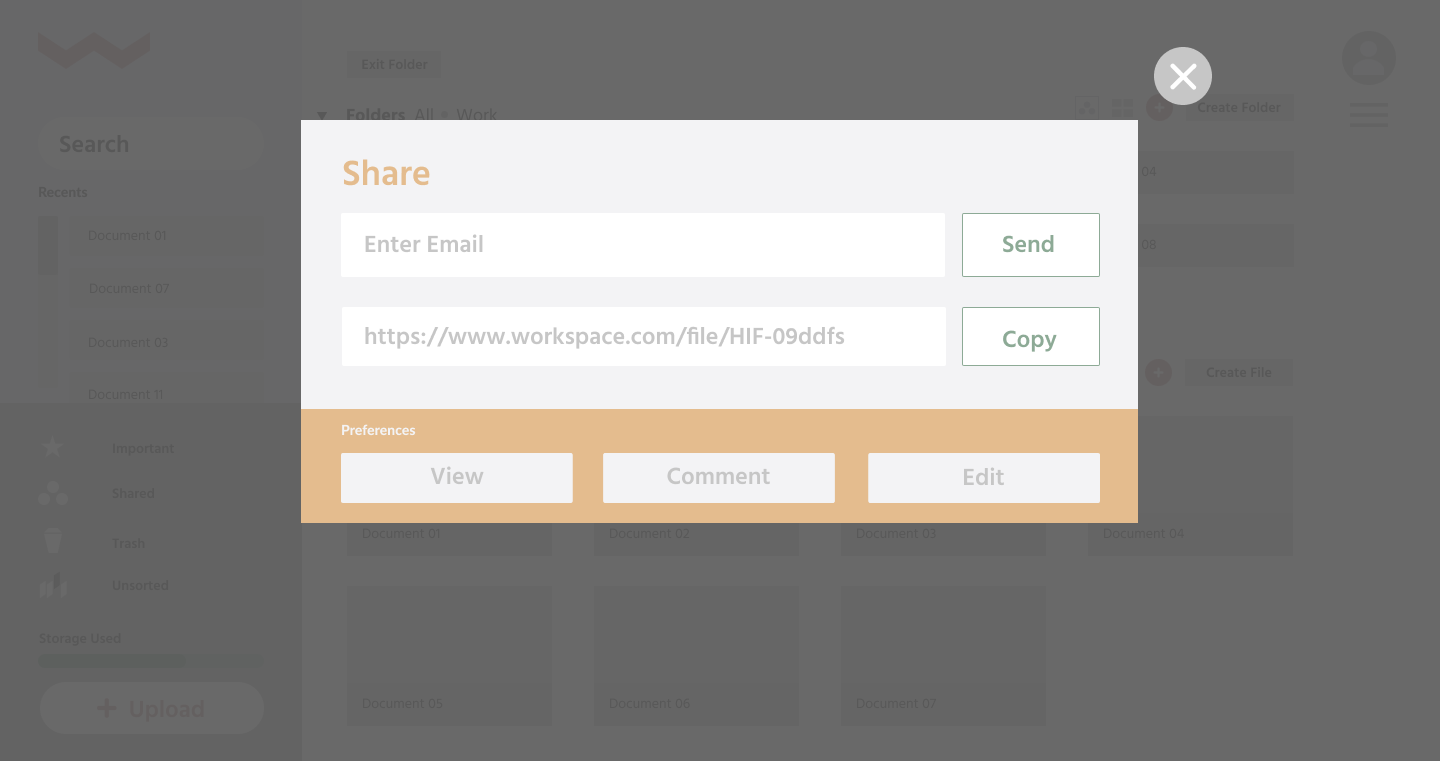 Exit Folder
Folders All Work
Create Folder
Search
Recents
Document 01
Document 07
Document 03
Document 11
Important
Shared
Trash
Unsorted
Storage Used
Upload
Share
Enter Email
Send
https://www.workspace.com/file/HIF-09ddfs
Copy
Preferences
View
Comment
Edit
04
08
Create File
Document 01
Document 02
Document 03
Document 04
Document 05
Document 06
Document 07